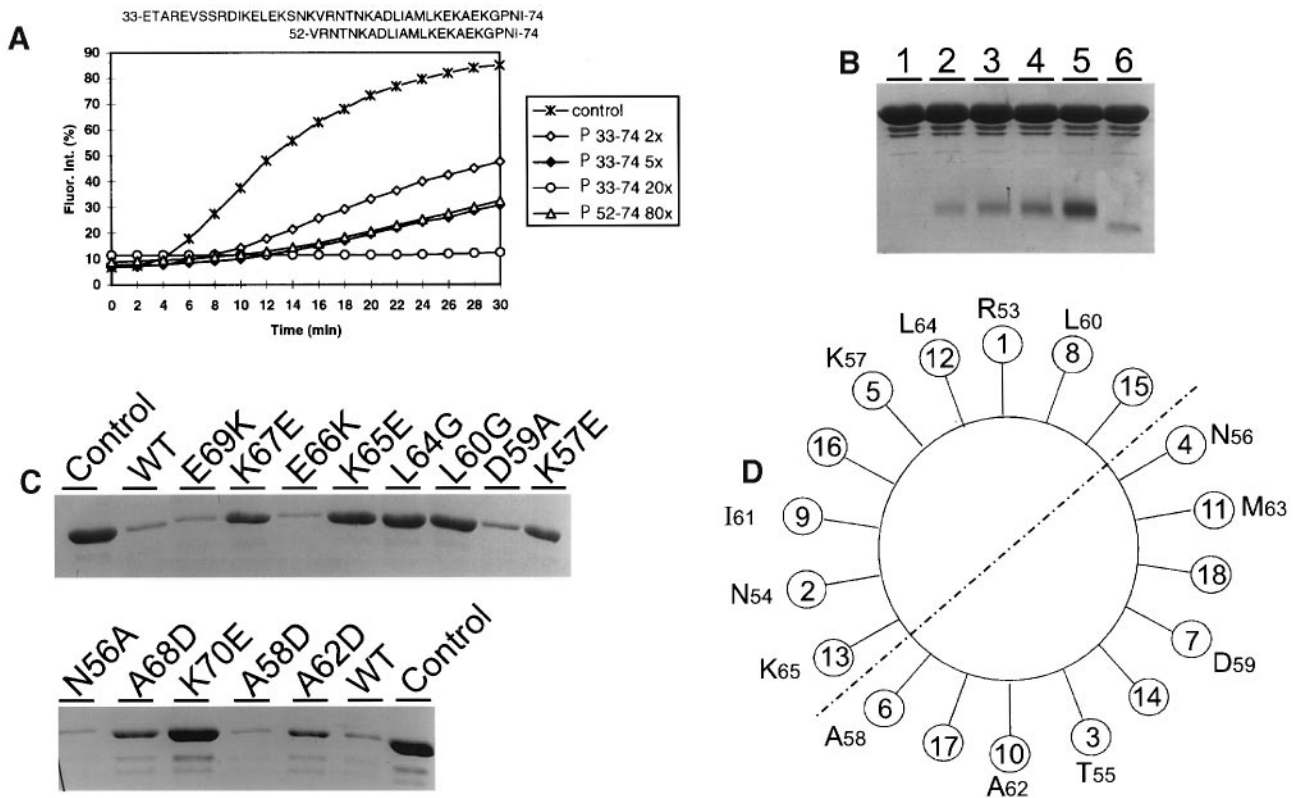 33-ETAREVSSRDIKELEKSNKVRNTNKADLIAMLKEKAEKGPNI-74
52-VRNTNKADLIAMLKEKAEKGPNI-74
A
90
80
70
60
50
40
30
20
10
0
Fluor. Int. (%)
0 2 4 6 8 10 12 14 16 18 20 22 24 26 28 30
Time (min)
control
P 33-74 2x
P 33-74 5x
P 33-74 20x
P 52-74 80x
B
1 2 3 4 5 6
C
Control WT E69K K67E E66K K65E L64G L60G D59A K57E
N56A A68D K70E A58D A62D WT Control
D
R53
1
L60
8
15
N56
4
M63
11
18
D59
7
14
T55
3
A62
10
17
A58
6
K65
13
N54
2
I61
9
16
K57
5
L64
12